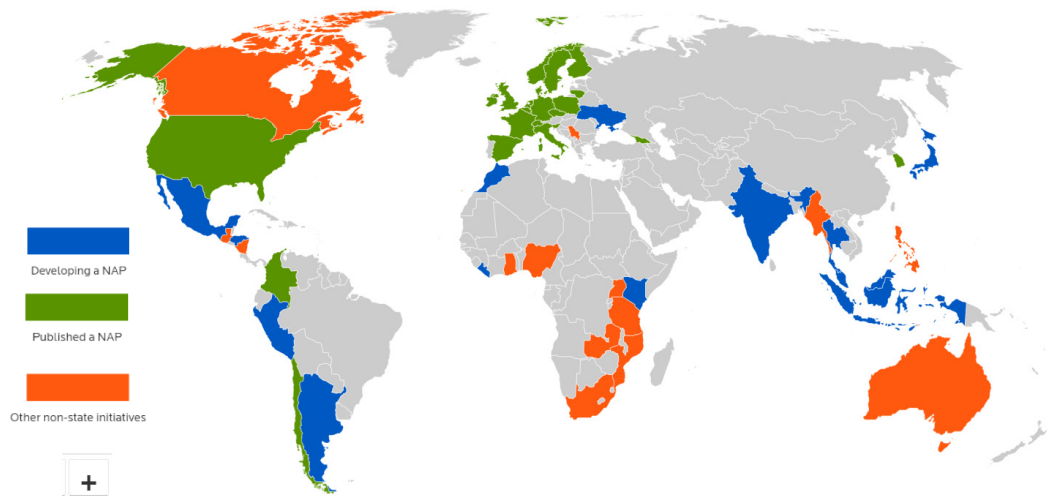 Developing a NAP
Published a NAP
Other non-state initiatives
+